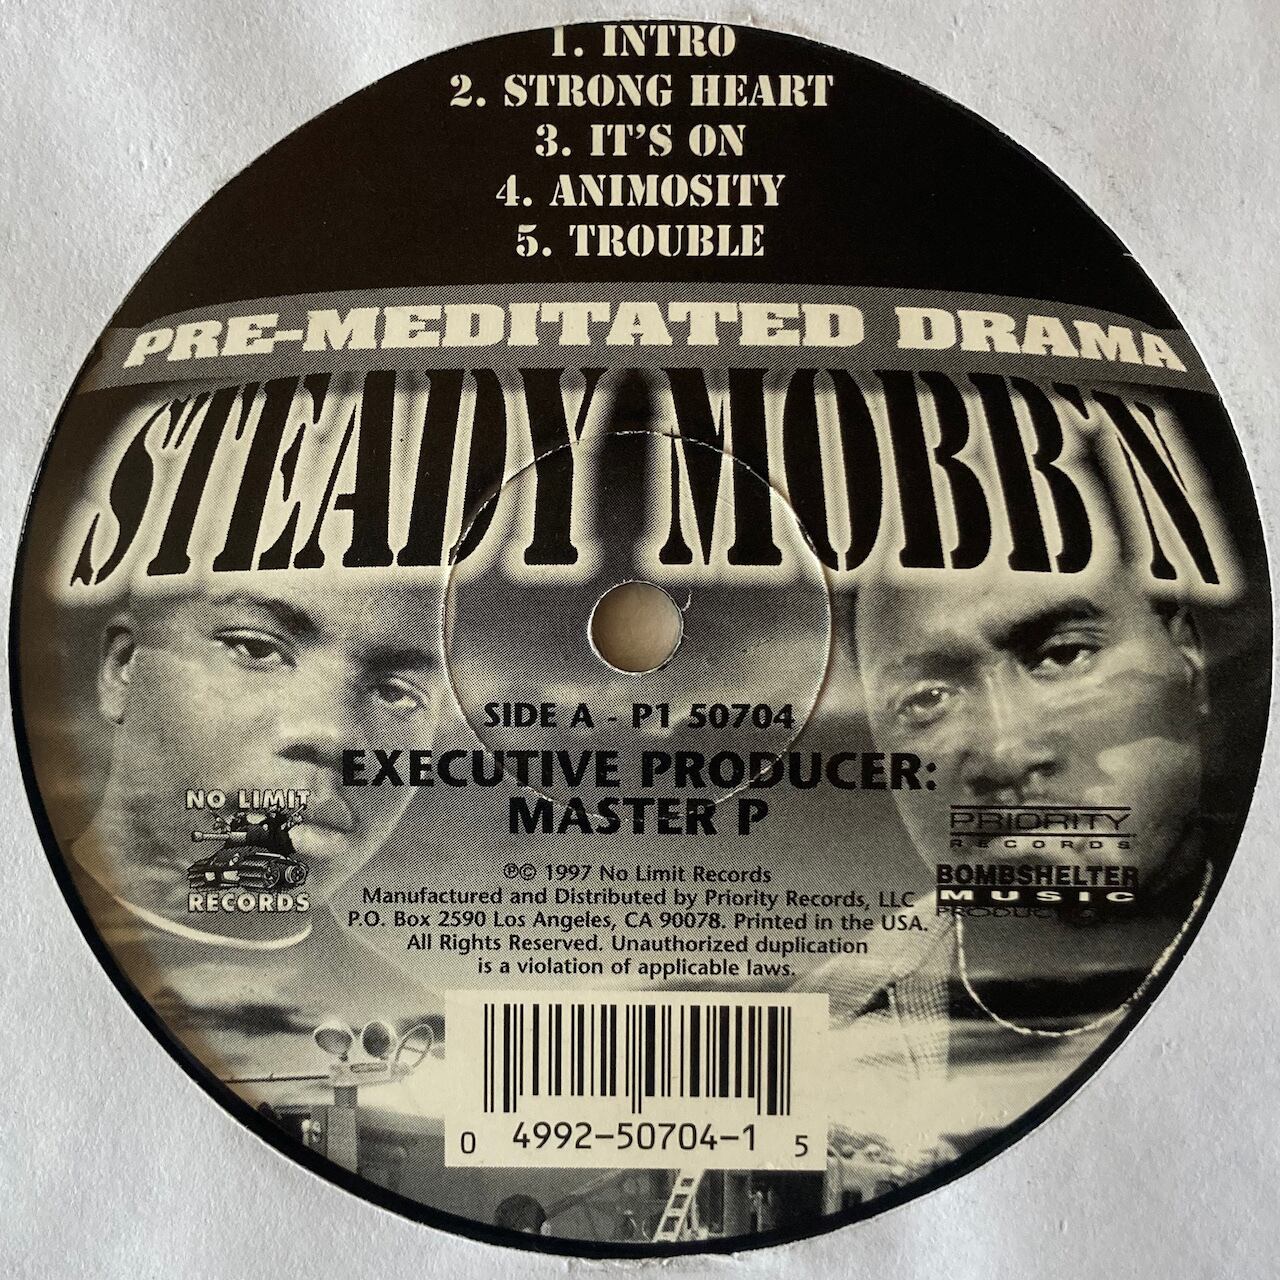 1. INTRO
2. STRONG HEART
3. IT'S ON
4. ANIMOSITY
5. TROUBLE
PRE-MEDITATED DRAMA
STEADY MOBB'N
SIDE A - P1 50704
EXECUTIVE PRODUCER:
MASTER P
NO LIMIT
RECORDS
PRIORITY
RECORDS
BOMBSHELTER
MUSIC
℗© 1997 No Limit Records
Manufactured and Distributed by Priority Records, LLC
P.O. Box 2590 Los Angeles, CA 90078. Printed in the USA.
All Rights Reserved. Unauthorized duplication
is a violation of applicable laws.
0 4992-50704-1 5